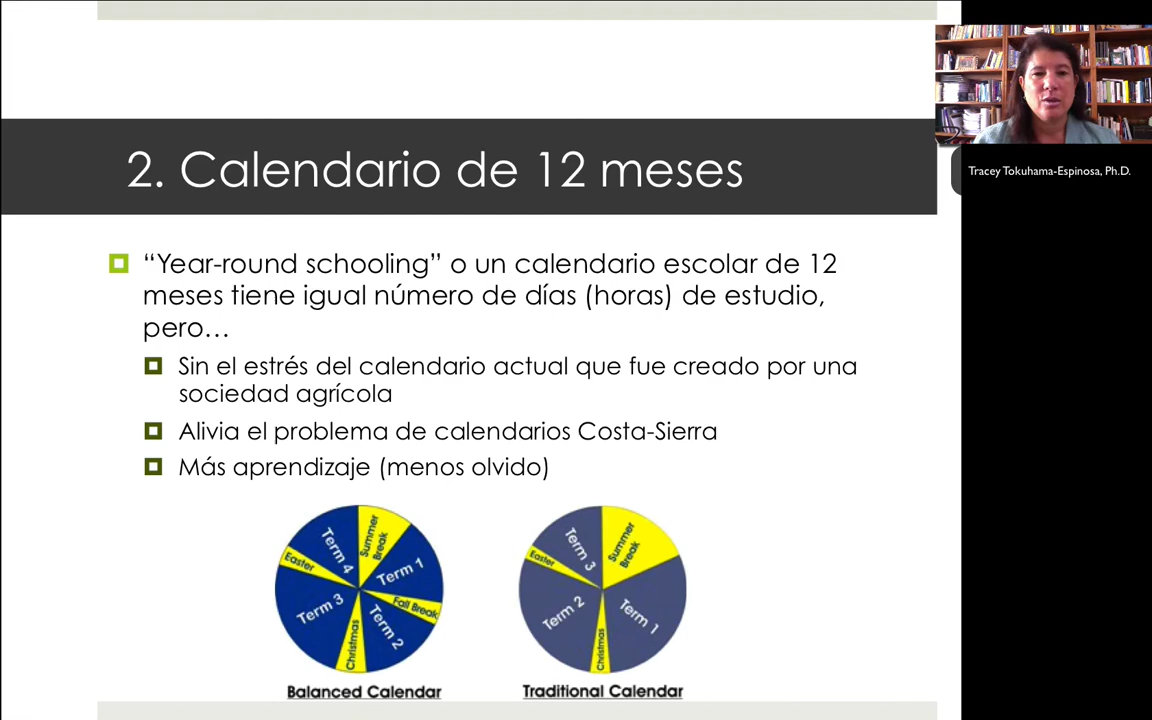 2. Calendario de 12 meses
Tracey Tokuhama-Espinosa, Ph.D.
“Year-round schooling” o un calendario escolar de 12
meses tiene igual número de días (horas) de estudio,
pero…
Sin el estrés del calendario actual que fue creado por una
sociedad agrícola
Alivia el problema de calendarios Costa-Sierra
Más aprendizaje (menos olvido)
Summer
Break
Term 1
Fall Break
Term 2
Christmas
Term 3
Easter
Term 4
Balanced Calendar
Summer
Break
Term 1
Christmas
Term 2
Easter
Term 3
Traditional Calendar